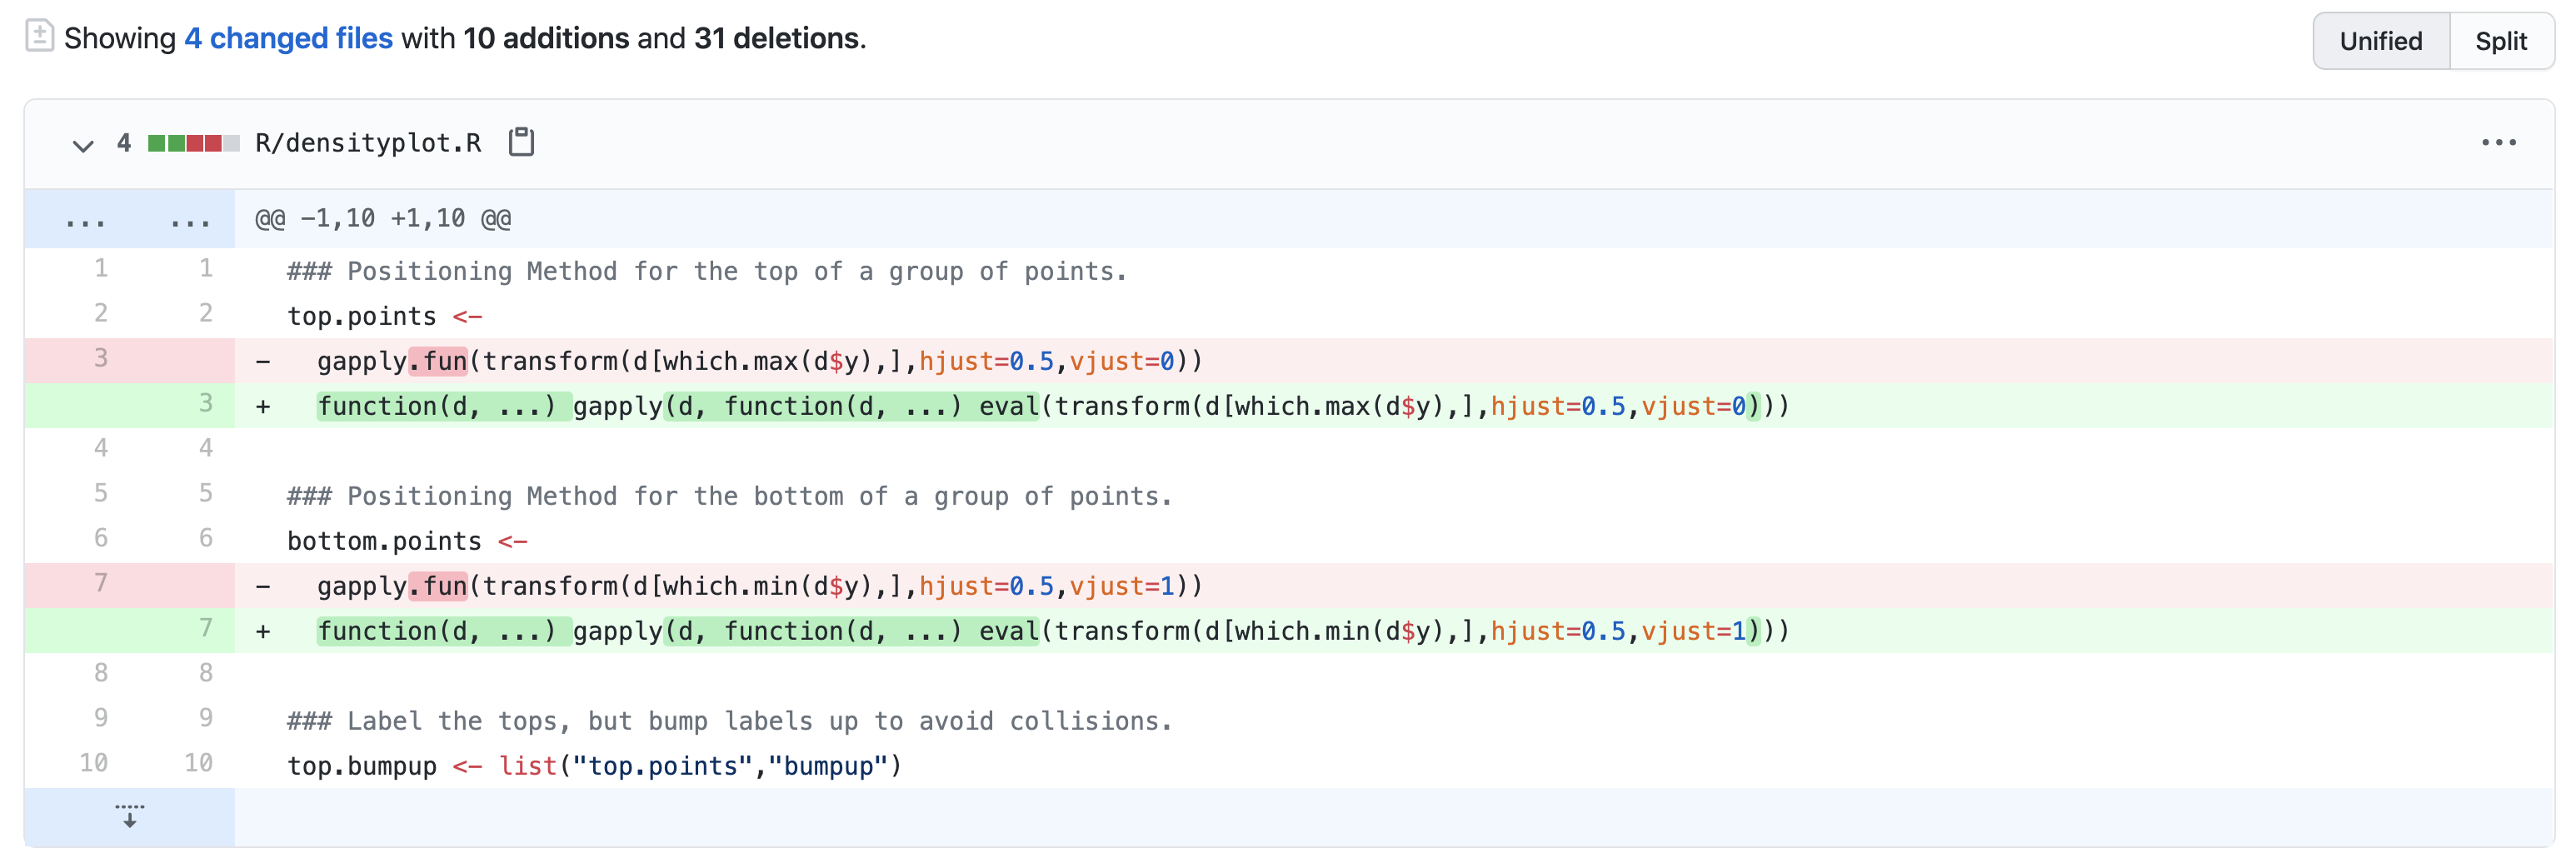 Showing 4 changed files with 10 additions and 31 deletions.
Unified Split
4 R/densityplot.R ...
... ... @@ -1,10 +1,10 @@
1 1 ### Positioning Method for the top of a group of points.
2 2 top.points <-
3 - gapply.fun(transform(d[which.max(d$y),],hjust=0.5,vjust=0))
3 + function(d, ...) gapply(d, function(d, ...) eval(transform(d[which.max(d$y),],hjust=0.5,vjust=0)))
4 4
5 5 ### Positioning Method for the bottom of a group of points.
6 6 bottom.points <-
7 - gapply.fun(transform(d[which.min(d$y),],hjust=0.5,vjust=1))
7 + function(d, ...) gapply(d, function(d, ...) eval(transform(d[which.min(d$y),],hjust=0.5,vjust=1)))
8 8
9 9 ### Label the tops, but bump labels up to avoid collisions.
10 10 top.bumpup <- list("top.points","bumpup")